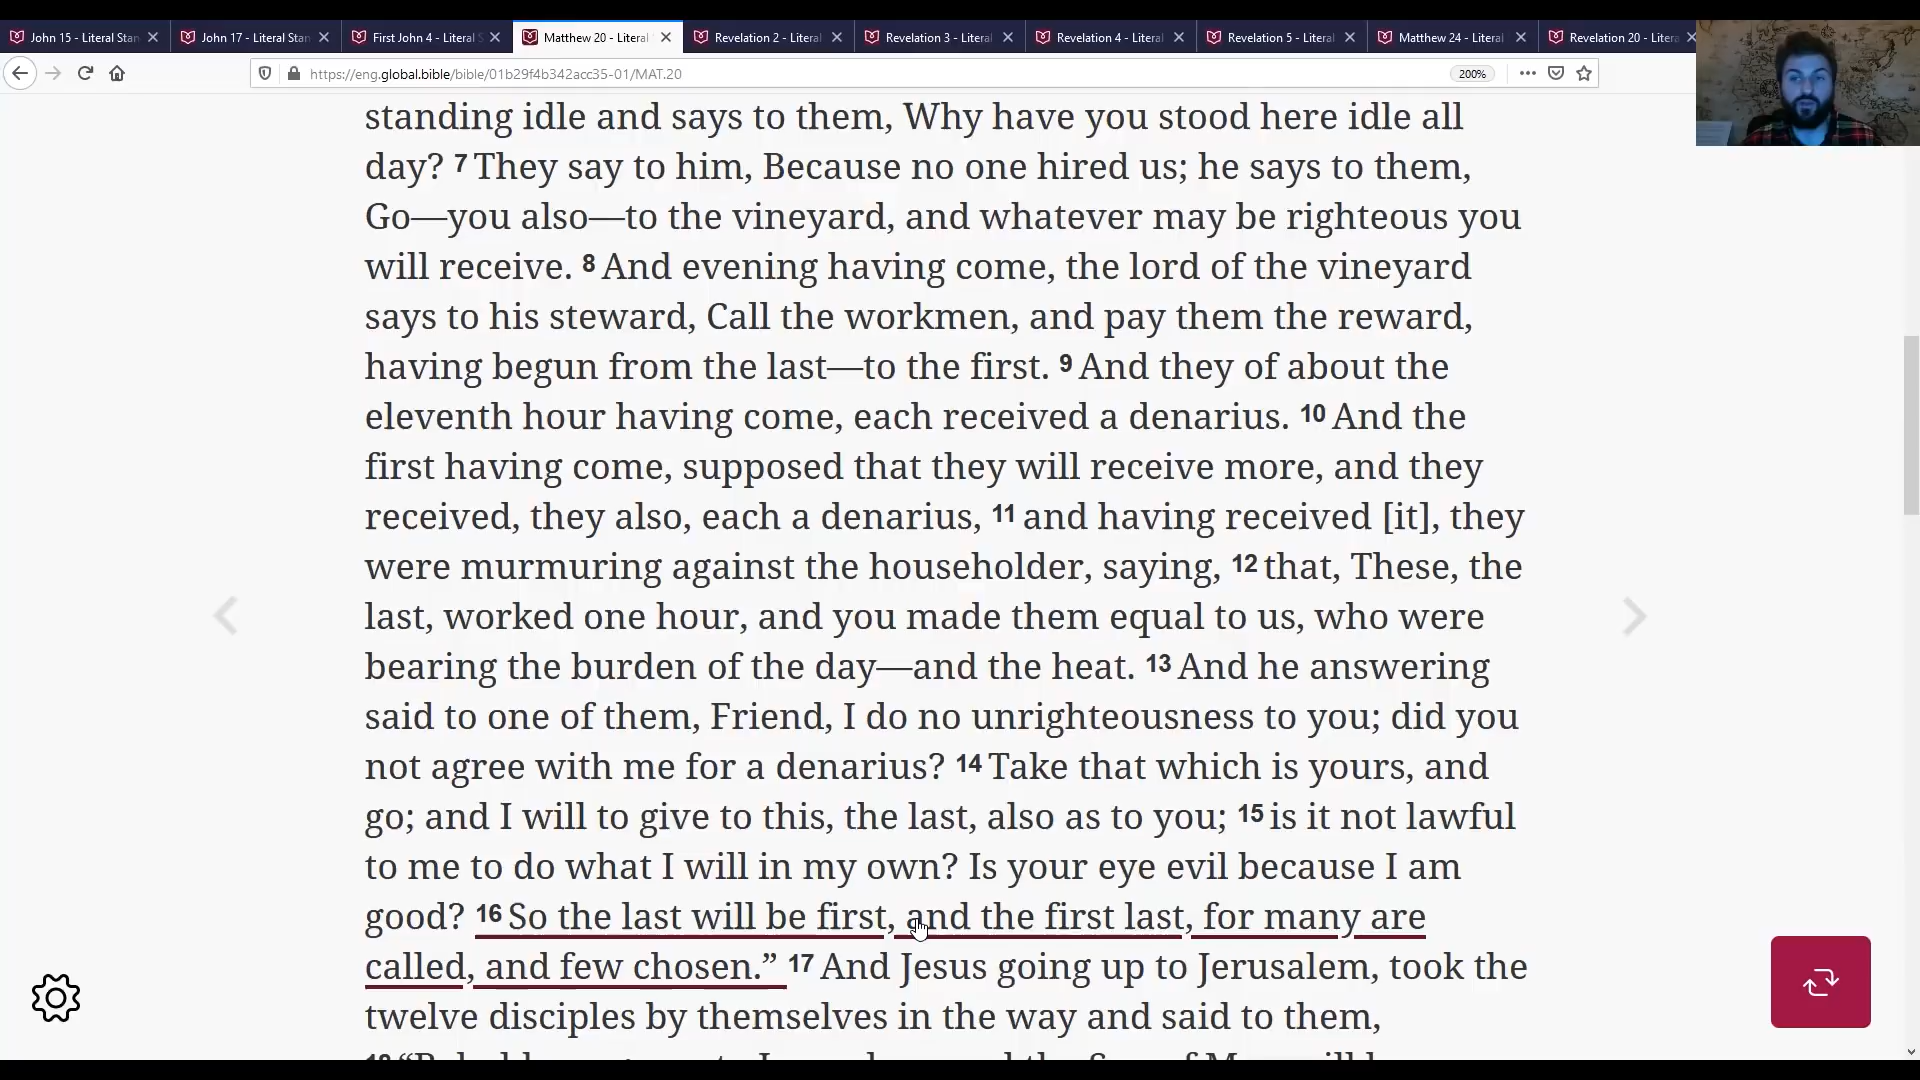 John 15 - Literal Stan
John 17 - Literal Stan
First John 4 - Literal S
Matthew 20 - Literal
Revelation 2 - Literal
Revelation 3 - Literal
Revelation 4 - Literal
Revelation 5 - Literal
Matthew 24 - Literal
Revelation 20 - Litera
https://eng.global.bible/bible/01b29f4b342acc35-01/MAT.20
200%
standing idle and says to them, Why have you stood here idle all
day? 7 They say to him, Because no one hired us; he says to them,
Go—you also—to the vineyard, and whatever may be righteous you
will receive. 8 And evening having come, the lord of the vineyard
says to his steward, Call the workmen, and pay them the reward,
having begun from the last—to the first. 9 And they of about the
eleventh hour having come, each received a denarius. 10 And the
first having come, supposed that they will receive more, and they
received, they also, each a denarius, 11 and having received [it], they
were murmuring against the householder, saying, 12 that, These, the
last, worked one hour, and you made them equal to us, who were
bearing the burden of the day—and the heat. 13 And he answering
said to one of them, Friend, I do no unrighteousness to you; did you
not agree with me for a denarius? 14 Take that which is yours, and
go; and I will to give to this, the last, also as to you; 15 is it not lawful
to me to do what I will in my own? Is your eye evil because I am
good? 16 So the last will be first, and the first last, for many are
called, and few chosen.” 17 And Jesus going up to Jerusalem, took the
twelve disciples by themselves in the way and said to them,